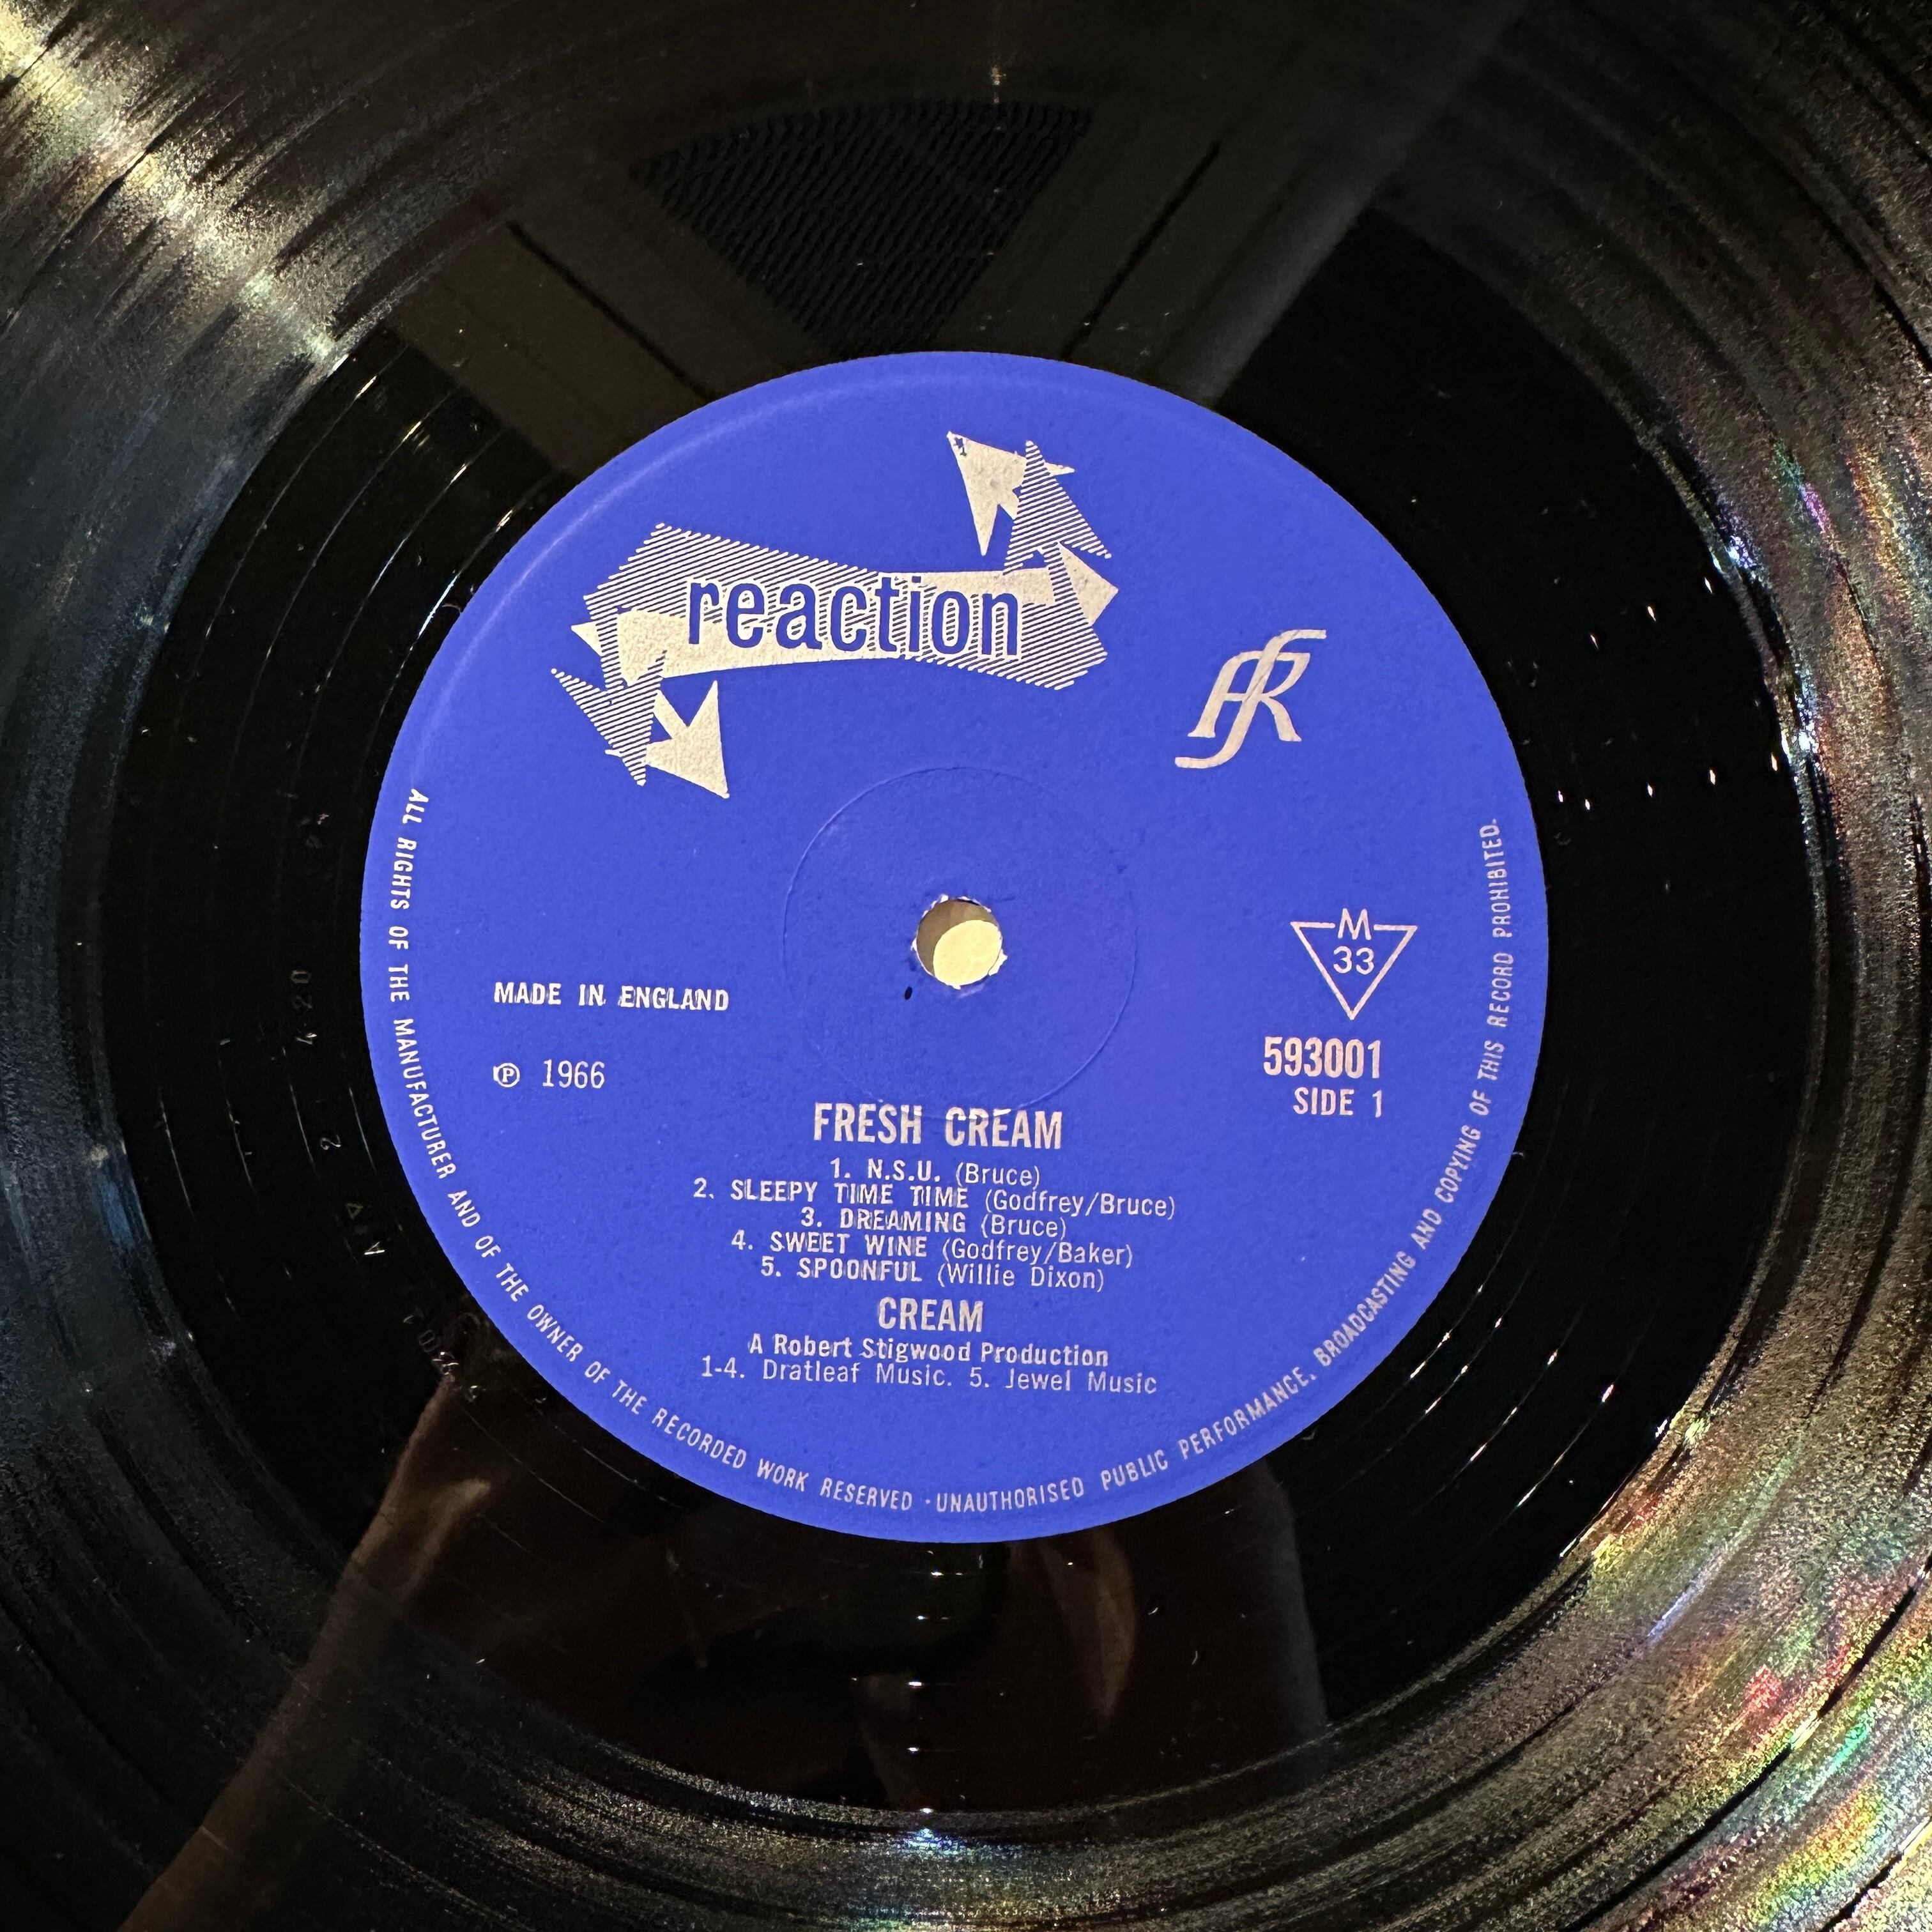 reaction
MADE IN ENGLAND
Ⓟ 1966
M
33
593001
SIDE 1
FRESH CREAM
1. N.S.U. (Bruce)
2. SLEEPY TIME TIME (Godfrey/Bruce)
3. DREAMING (Bruce)
4. SWEET WINE (Godfrey/Baker)
5. SPOONFUL (Willie Dixon)
CREAM
A Robert Stigwood Production
1-4. Dratleaf Music. 5. Jewel Music
ALL RIGHTS OF THE MANUFACTURER AND OF THE OWNER OF THE RECORDED WORK RESERVED · UNAUTHORISED PUBLIC PERFORMANCE, BROADCASTING AND COPYING OF THIS RECORD PROHIBITED.